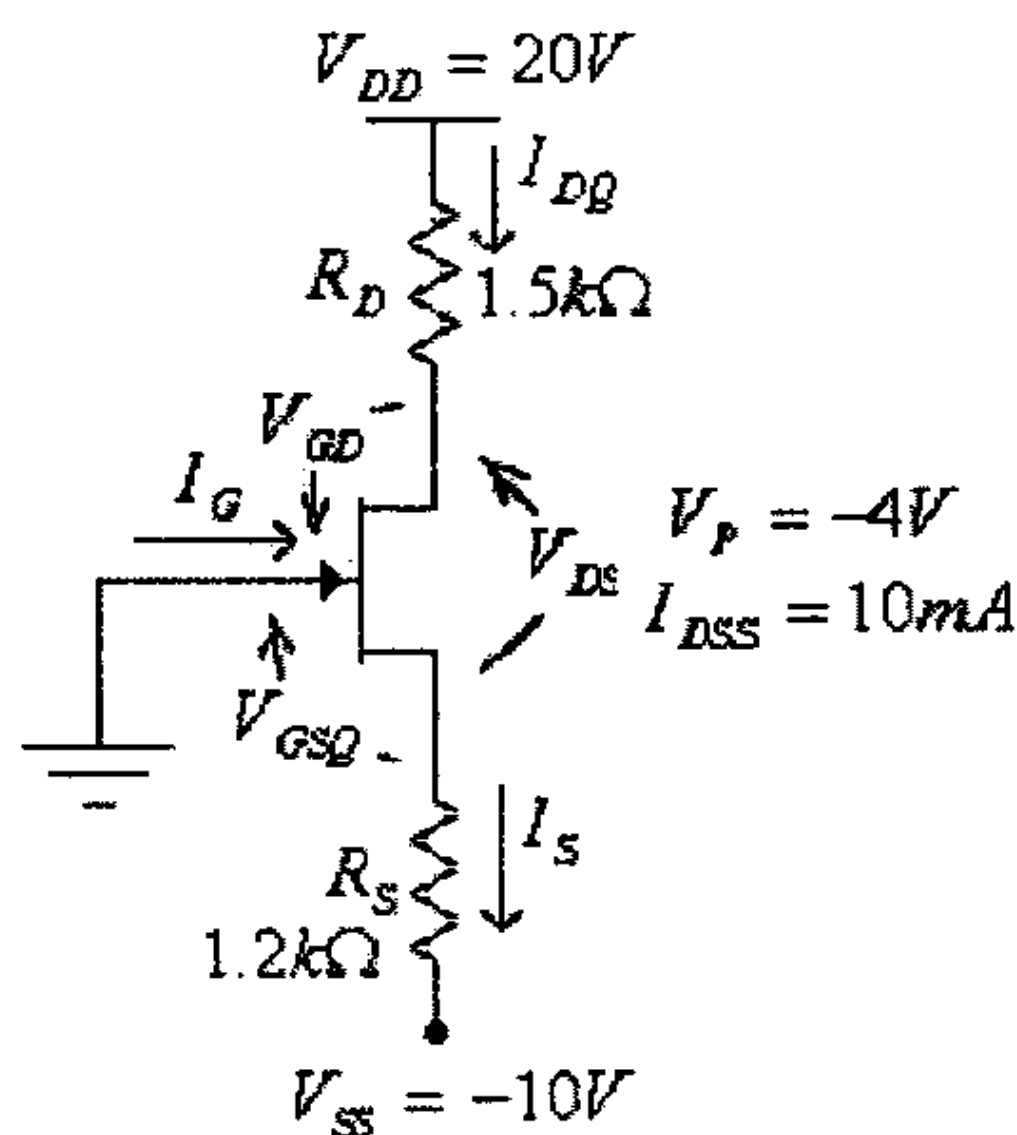 V_DD = 20V
I_DQ
R_D 1.5kΩ
V_GD
I_G
V_DS
V_P = -4V
I_DSS = 10mA
V_GSQ
I_S
R_S
1.2kΩ
V_SS = -10V